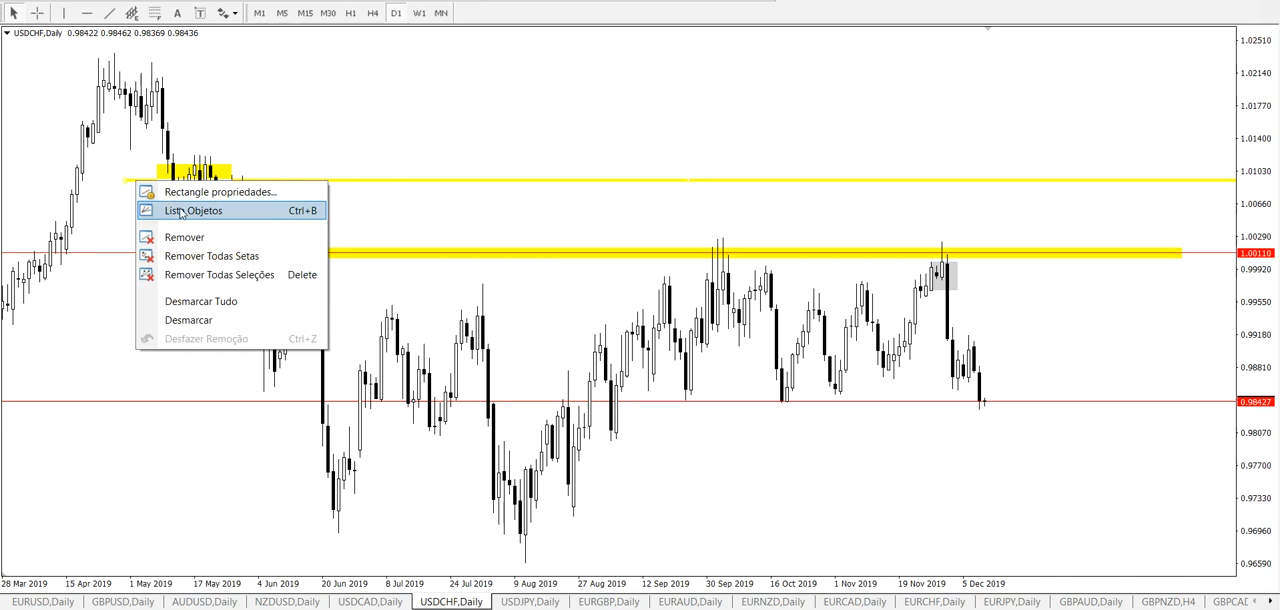 A T M1 M5 M15 M30 H1 H4 D1 W1 MN
USDCHF,Daily 0.98422 0.98462 0.98369 0.98436
1.02510
1.02140
1.01770
1.01400
1.01030
1.00660
1.00290
1.00110
0.99920
0.99550
0.99180
0.98810
0.98427
0.98070
0.97700
0.97330
0.96960
0.96590
Rectangle propriedades...
Lista Objetos Ctrl+B
Remover
Remover Todas Setas
Remover Todas Seleções Delete
Desmarcar Tudo
Desmarcar
Desfazer Remoção Ctrl+Z
28 Mar 2019 15 Apr 2019 1 May 2019 17 May 2019 4 Jun 2019 20 Jun 2019 8 Jul 2019 24 Jul 2019 9 Aug 2019 27 Aug 2019 12 Sep 2019 30 Sep 2019 16 Oct 2019 1 Nov 2019 19 Nov 2019 5 Dec 2019
EURUSD,Daily GBPUSD,Daily AUDUSD,Daily NZDUSD,Daily USDCAD,Daily USDCHF,Daily USDJPY,Daily EURGBP,Daily EURAUD,Daily EURNZD,Daily EURCAD,Daily EURCHF,Daily EURJPY,Daily GBPAUD,Daily GBPNZD,H4 GBPCAD